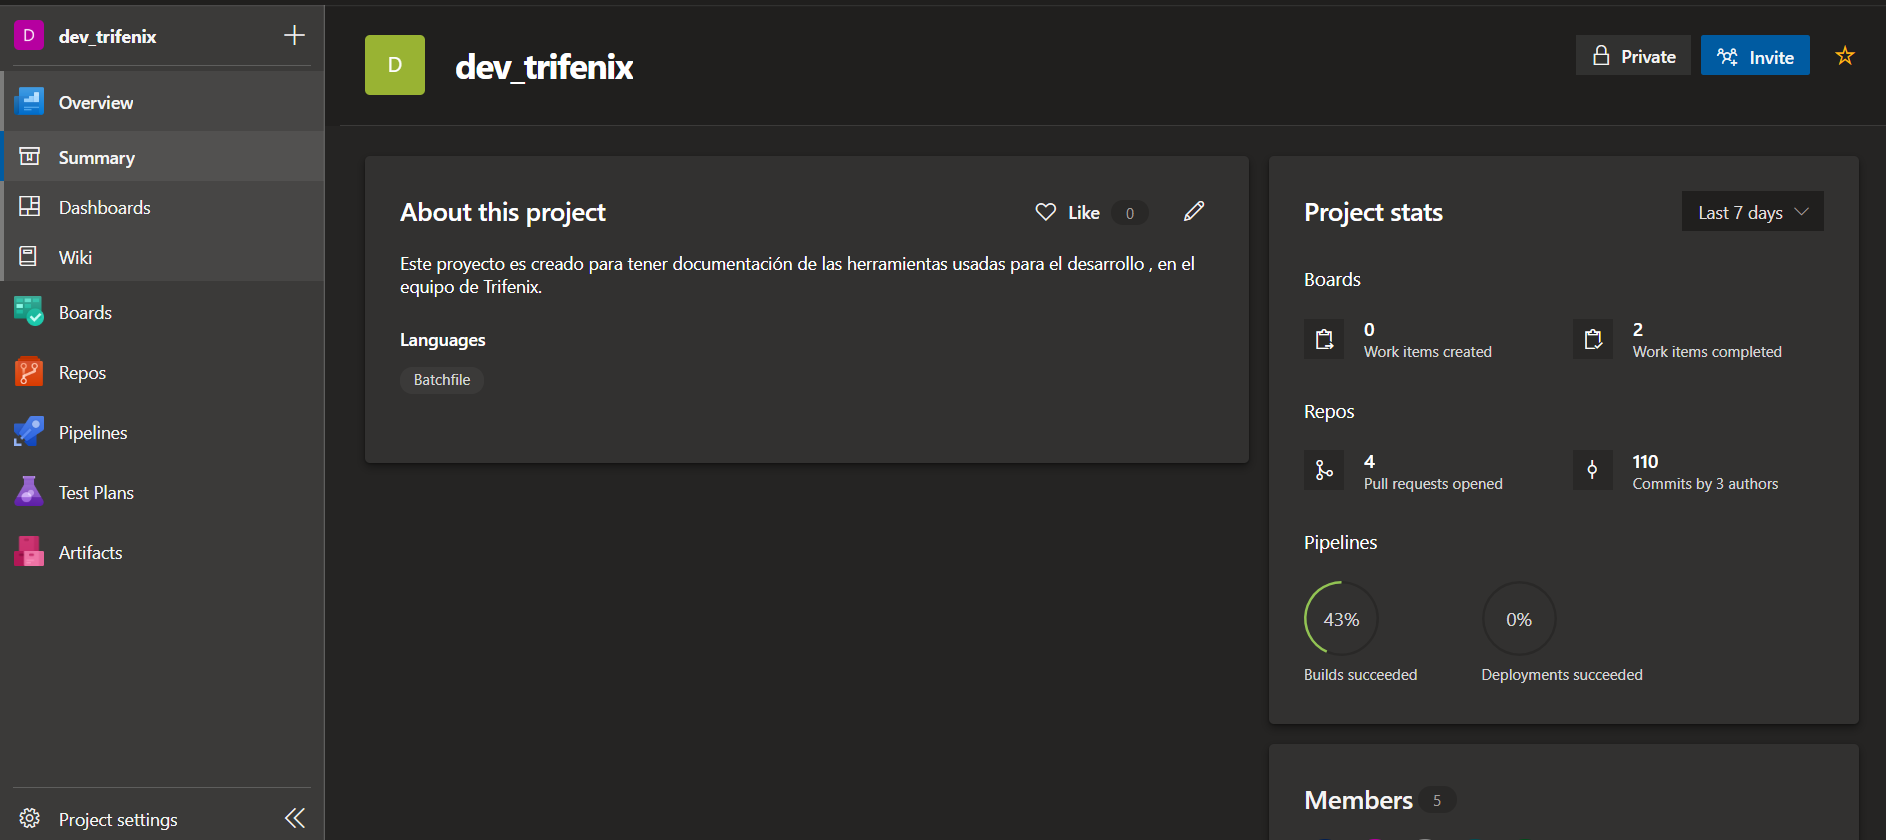 D dev_trifenix
Overview
Summary
Dashboards
Wiki
Boards
Repos
Pipelines
Test Plans
Artifacts
Project settings
D dev_trifenix
Private
Invite
About this project
Like 0
Este proyecto es creado para tener documentación de las herramientas usadas para el desarrollo , en el
equipo de Trifenix.
Languages
Batchfile
Project stats
Last 7 days
Boards
0
Work items created
2
Work items completed
Repos
4
Pull requests opened
110
Commits by 3 authors
Pipelines
43%
Builds succeeded
0%
Deployments succeeded
Members 5